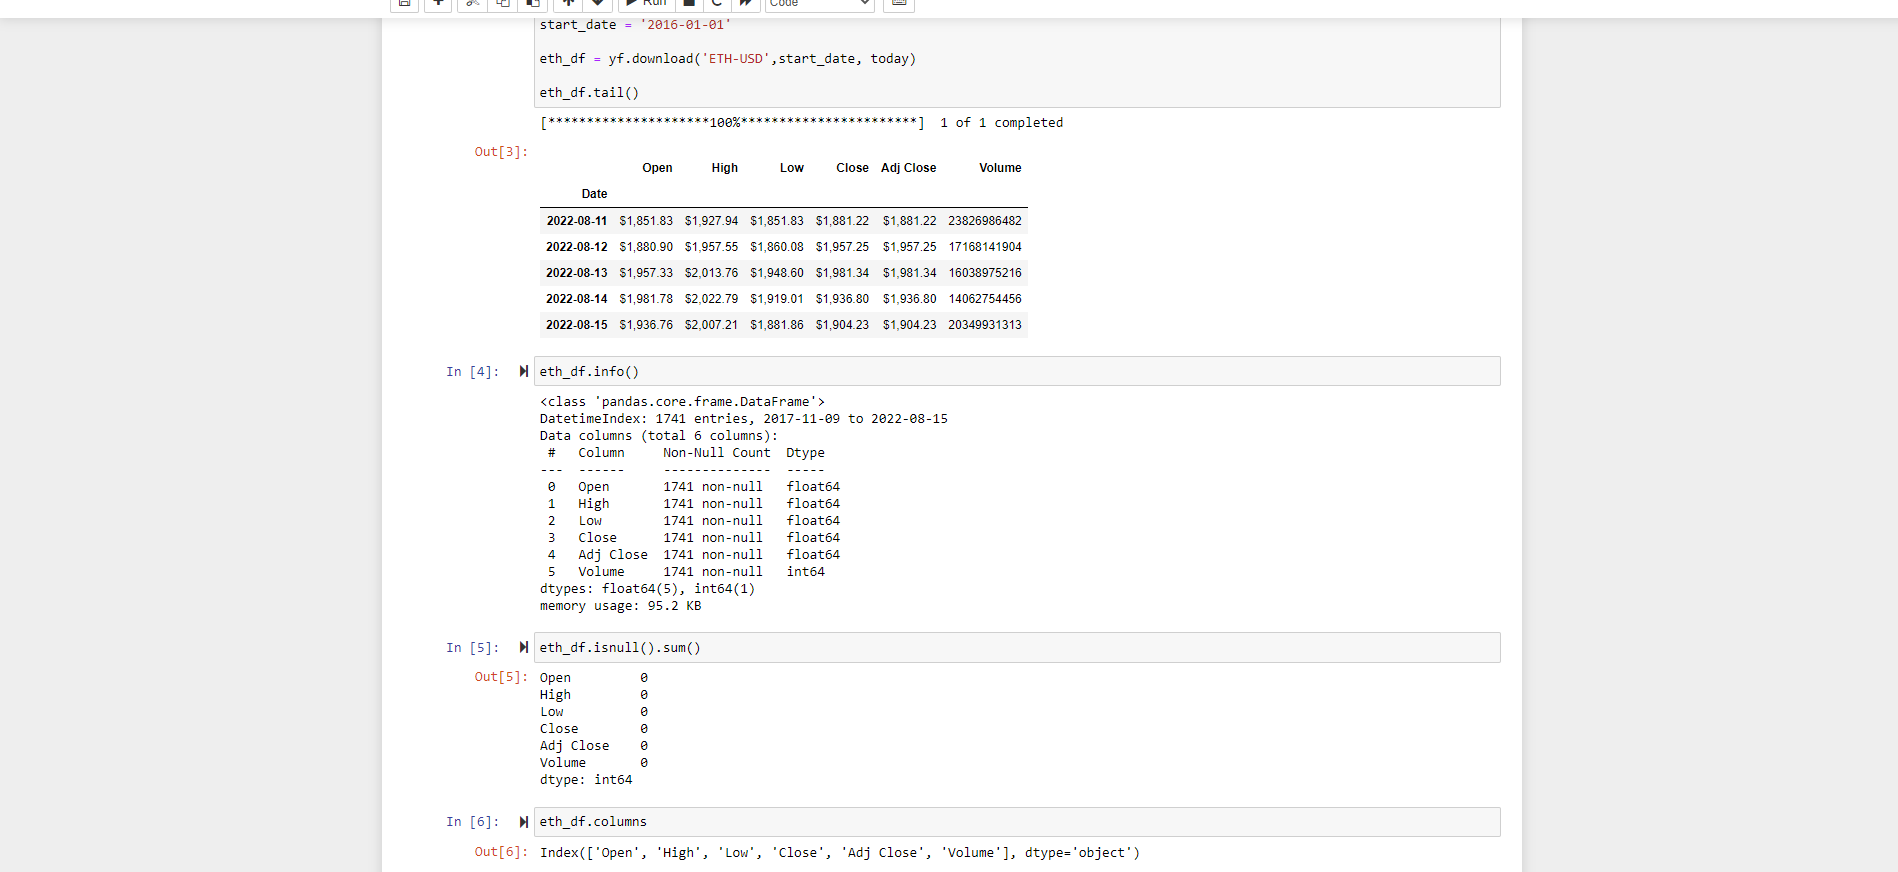 Run Code
start_date = '2016-01-01'
eth_df = yf.download('ETH-USD',start_date, today)
eth_df.tail()
[*********************100%***********************] 1 of 1 completed
Out[3]:
Open High Low Close Adj Close Volume
Date
2022-08-11 $1,851.83 $1,927.94 $1,851.83 $1,881.22 $1,881.22 23826986482
2022-08-12 $1,880.90 $1,957.55 $1,860.08 $1,957.25 $1,957.25 17168141904
2022-08-13 $1,957.33 $2,013.76 $1,948.60 $1,981.34 $1,981.34 16038975216
2022-08-14 $1,981.78 $2,022.79 $1,919.01 $1,936.80 $1,936.80 14062754456
2022-08-15 $1,936.76 $2,007.21 $1,881.86 $1,904.23 $1,904.23 20349931313
In [4]: eth_df.info()
<class 'pandas.core.frame.DataFrame'>
DatetimeIndex: 1741 entries, 2017-11-09 to 2022-08-15
Data columns (total 6 columns):
# Column Non-Null Count Dtype
--- ------ -------------- -----
0 Open 1741 non-null float64
1 High 1741 non-null float64
2 Low 1741 non-null float64
3 Close 1741 non-null float64
4 Adj Close 1741 non-null float64
5 Volume 1741 non-null int64
dtypes: float64(5), int64(1)
memory usage: 95.2 KB
In [5]: eth_df.isnull().sum()
Out[5]: Open 0
High 0
Low 0
Close 0
Adj Close 0
Volume 0
dtype: int64
In [6]: eth_df.columns
Out[6]: Index(['Open', 'High', 'Low', 'Close', 'Adj Close', 'Volume'], dtype='object')